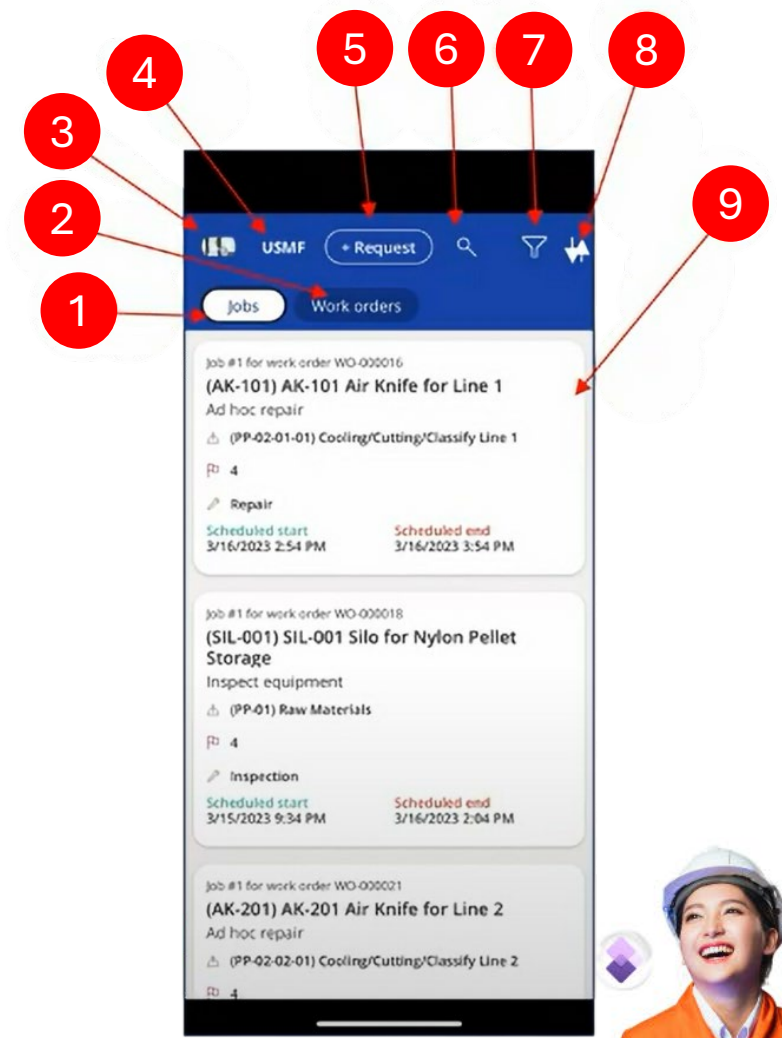 5
6
7
8
4
3
2
9
1
USMF
+ Request
Jobs
Work orders
Job #1 for work order WO-000016
(AK-101) AK-101 Air Knife for Line 1
Ad hoc repair
(PP-02-01-01) Cooling/Cutting/Classify Line 1
4
Repair
Scheduled start Scheduled end
3/16/2023 2:54 PM 3/16/2023 3:54 PM
Job #1 for work order WO-000018
(SIL-001) SIL-001 Silo for Nylon Pellet
Storage
Inspect equipment
(PP-01) Raw Materials
4
Inspection
Scheduled start Scheduled end
3/15/2023 9:34 PM 3/16/2023 2:04 PM
Job #1 for work order WO-000021
(AK-201) AK-201 Air Knife for Line 2
Ad hoc repair
(PP-02-02-01) Cooling/Cutting/Classify Line 2
4